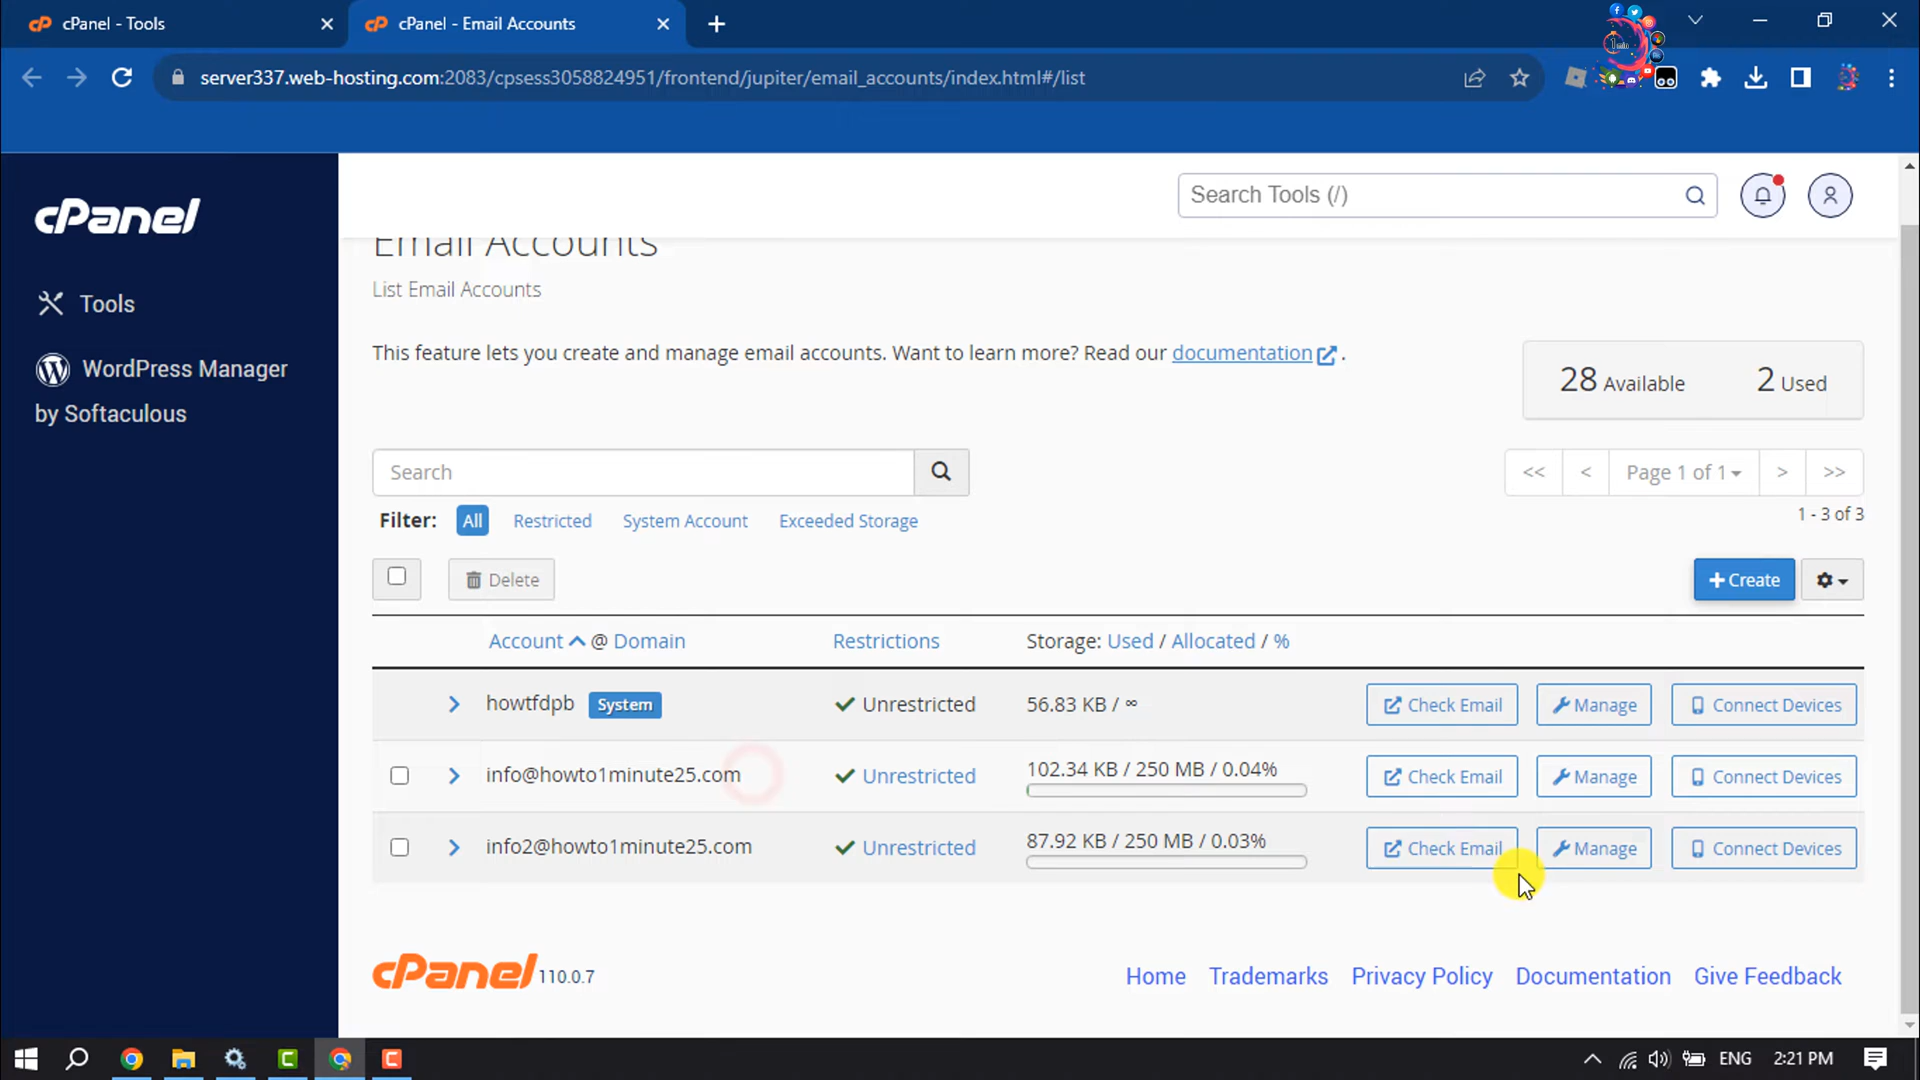 cPanel - Tools
cPanel - Email Accounts
server337.web-hosting.com:2083/cpsess3058824951/frontend/jupiter/email_accounts/index.html#/list
cPanel
Search Tools (/)
Tools
WordPress Manager
by Softaculous
Email Accounts
List Email Accounts
This feature lets you create and manage email accounts. Want to learn more? Read our documentation .
28 Available 2 Used
Search
<< < Page 1 of 1 > >>
1 - 3 of 3
Filter: All Restricted System Account Exceeded Storage
Delete
+ Create
Account @ Domain Restrictions Storage: Used / Allocated / %
howtfdpb System Unrestricted 56.83 KB / ∞ Check Email Manage Connect Devices
info@howto1minute25.com Unrestricted 102.34 KB / 250 MB / 0.04% Check Email Manage Connect Devices
info2@howto1minute25.com Unrestricted 87.92 KB / 250 MB / 0.03% Check Email Manage Connect Devices
cPanel 110.0.7
Home Trademarks Privacy Policy Documentation Give Feedback
ENG 2:21 PM